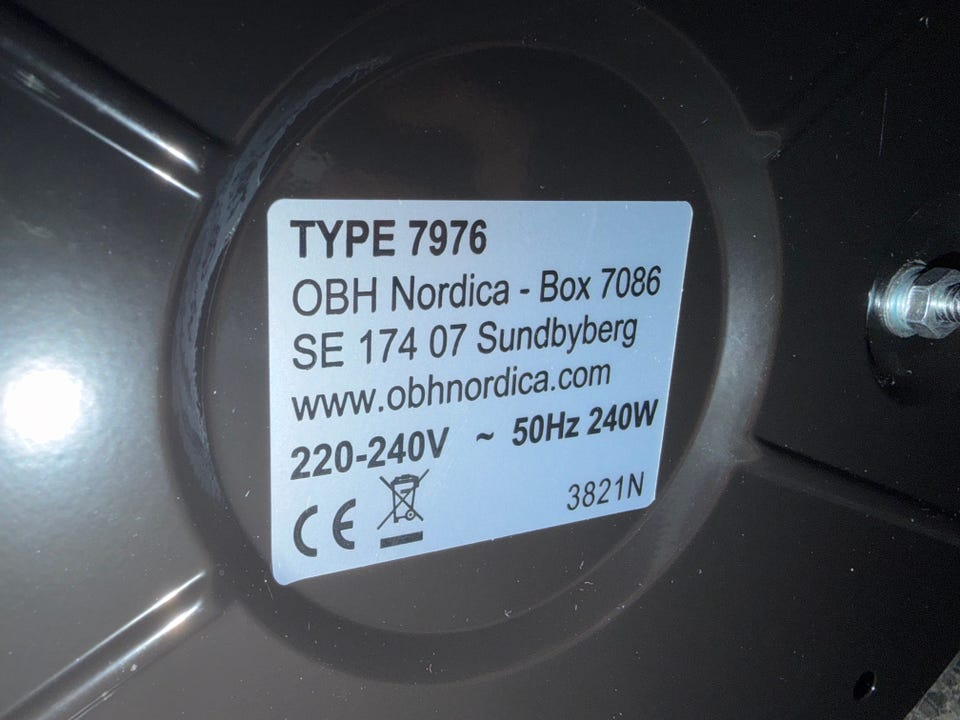 TYPE 7976
OBH Nordica - Box 7086
SE 174 07 Sundbyberg
www.obhnordica.com
220-240V ~ 50Hz 240W
CE
3821N